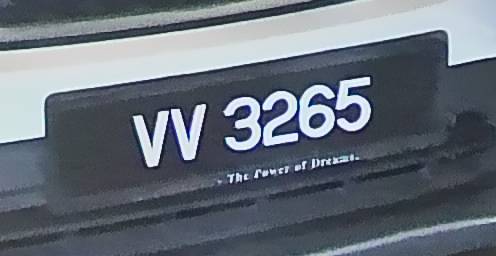 VV 3265
The Power of Dreams.